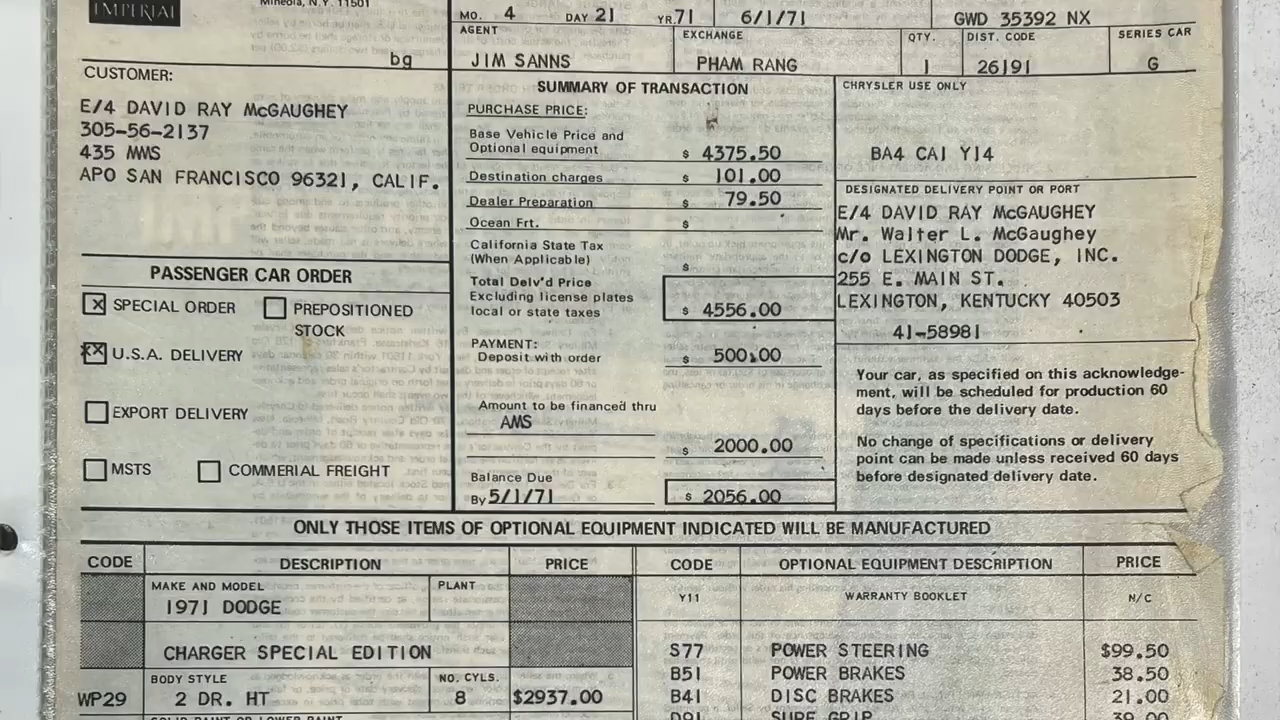 IMPERIAL
Mineola, N.Y. 11501
bg
MO. 4 DAY 21 YR. 71 6/1/71 GWD 35392 NX
AGENT EXCHANGE QTY. DIST. CODE SERIES CAR
JIM SANNS PHAM RANG 1 26191 G
CUSTOMER:
E/4 DAVID RAY McGAUGHEY
305-56-2137
435 MMS
APO SAN FRANCISCO 96321, CALIF.
PASSENGER CAR ORDER
X SPECIAL ORDER
PREPOSITIONED
STOCK
XX U.S.A. DELIVERY
EXPORT DELIVERY
MSTS COMMERIAL FREIGHT
SUMMARY OF TRANSACTION
PURCHASE PRICE:
Base Vehicle Price and
Optional equipment $ 4375.50
Destination charges $ 101.00
Dealer Preparation $ 79.50
Ocean Frt. $
California State Tax
(When Applicable) $
Total Delv'd Price
Excluding license plates
local or state taxes $ 4556.00
PAYMENT:
Deposit with order $ 500.00
Amount to be financed thru
AMS
$ 2000.00
Balance Due
By 5/1/71 $ 2056.00
CHRYSLER USE ONLY
BA4 CA1 Y14
DESIGNATED DELIVERY POINT OR PORT
E/4 DAVID RAY McGAUGHEY
Mr. Walter L. McGaughey
c/o LEXINGTON DODGE, INC.
255 E. MAIN ST.
LEXINGTON, KENTUCKY 40503
41-58981
Your car, as specified on this acknowledge-
ment, will be scheduled for production 60
days before the delivery date.
No change of specifications or delivery
point can be made unless received 60 days
before designated delivery date.
ONLY THOSE ITEMS OF OPTIONAL EQUIPMENT INDICATED WILL BE MANUFACTURED
CODE DESCRIPTION PRICE
MAKE AND MODEL PLANT
1971 DODGE
CHARGER SPECIAL EDITION
BODY STYLE NO. CYLS.
WP29 2 DR. HT 8 $2937.00
CODE OPTIONAL EQUIPMENT DESCRIPTION PRICE
Y11 WARRANTY BOOKLET N/C
S77 POWER STEERING $99.50
B51 POWER BRAKES 38.50
B41 DISC BRAKES 21.00
D91 SURE GRIP